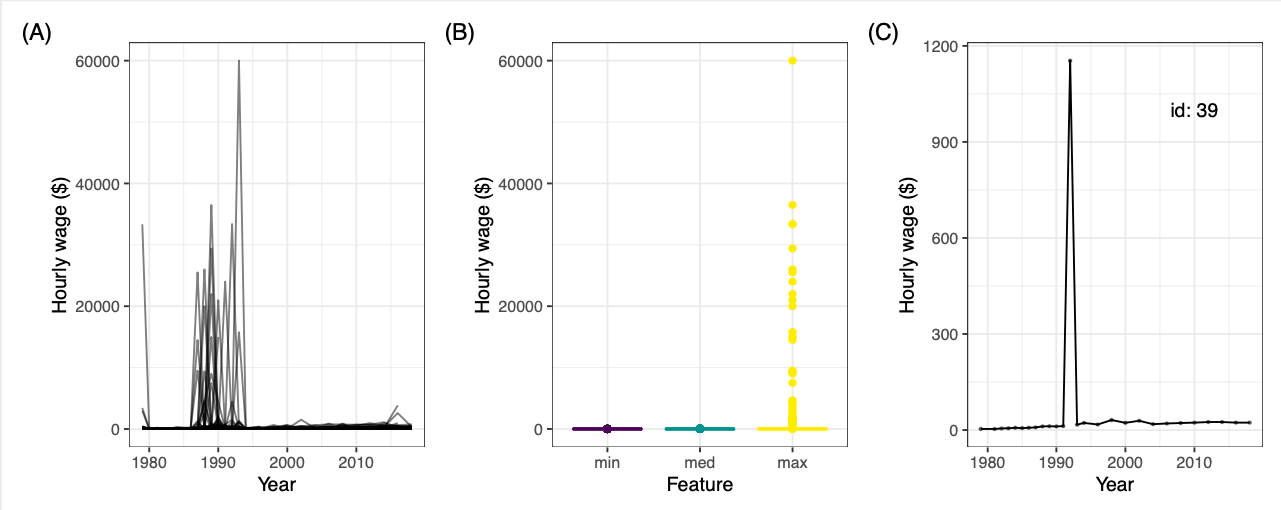 (A)
60000
40000
20000
0
Hourly wage ($)
1980 1990 2000 2010
Year
(B)
60000
40000
20000
0
Hourly wage ($)
min med max
Feature
(C)
1200
900
600
300
0
Hourly wage ($)
id: 39
1980 1990 2000 2010
Year